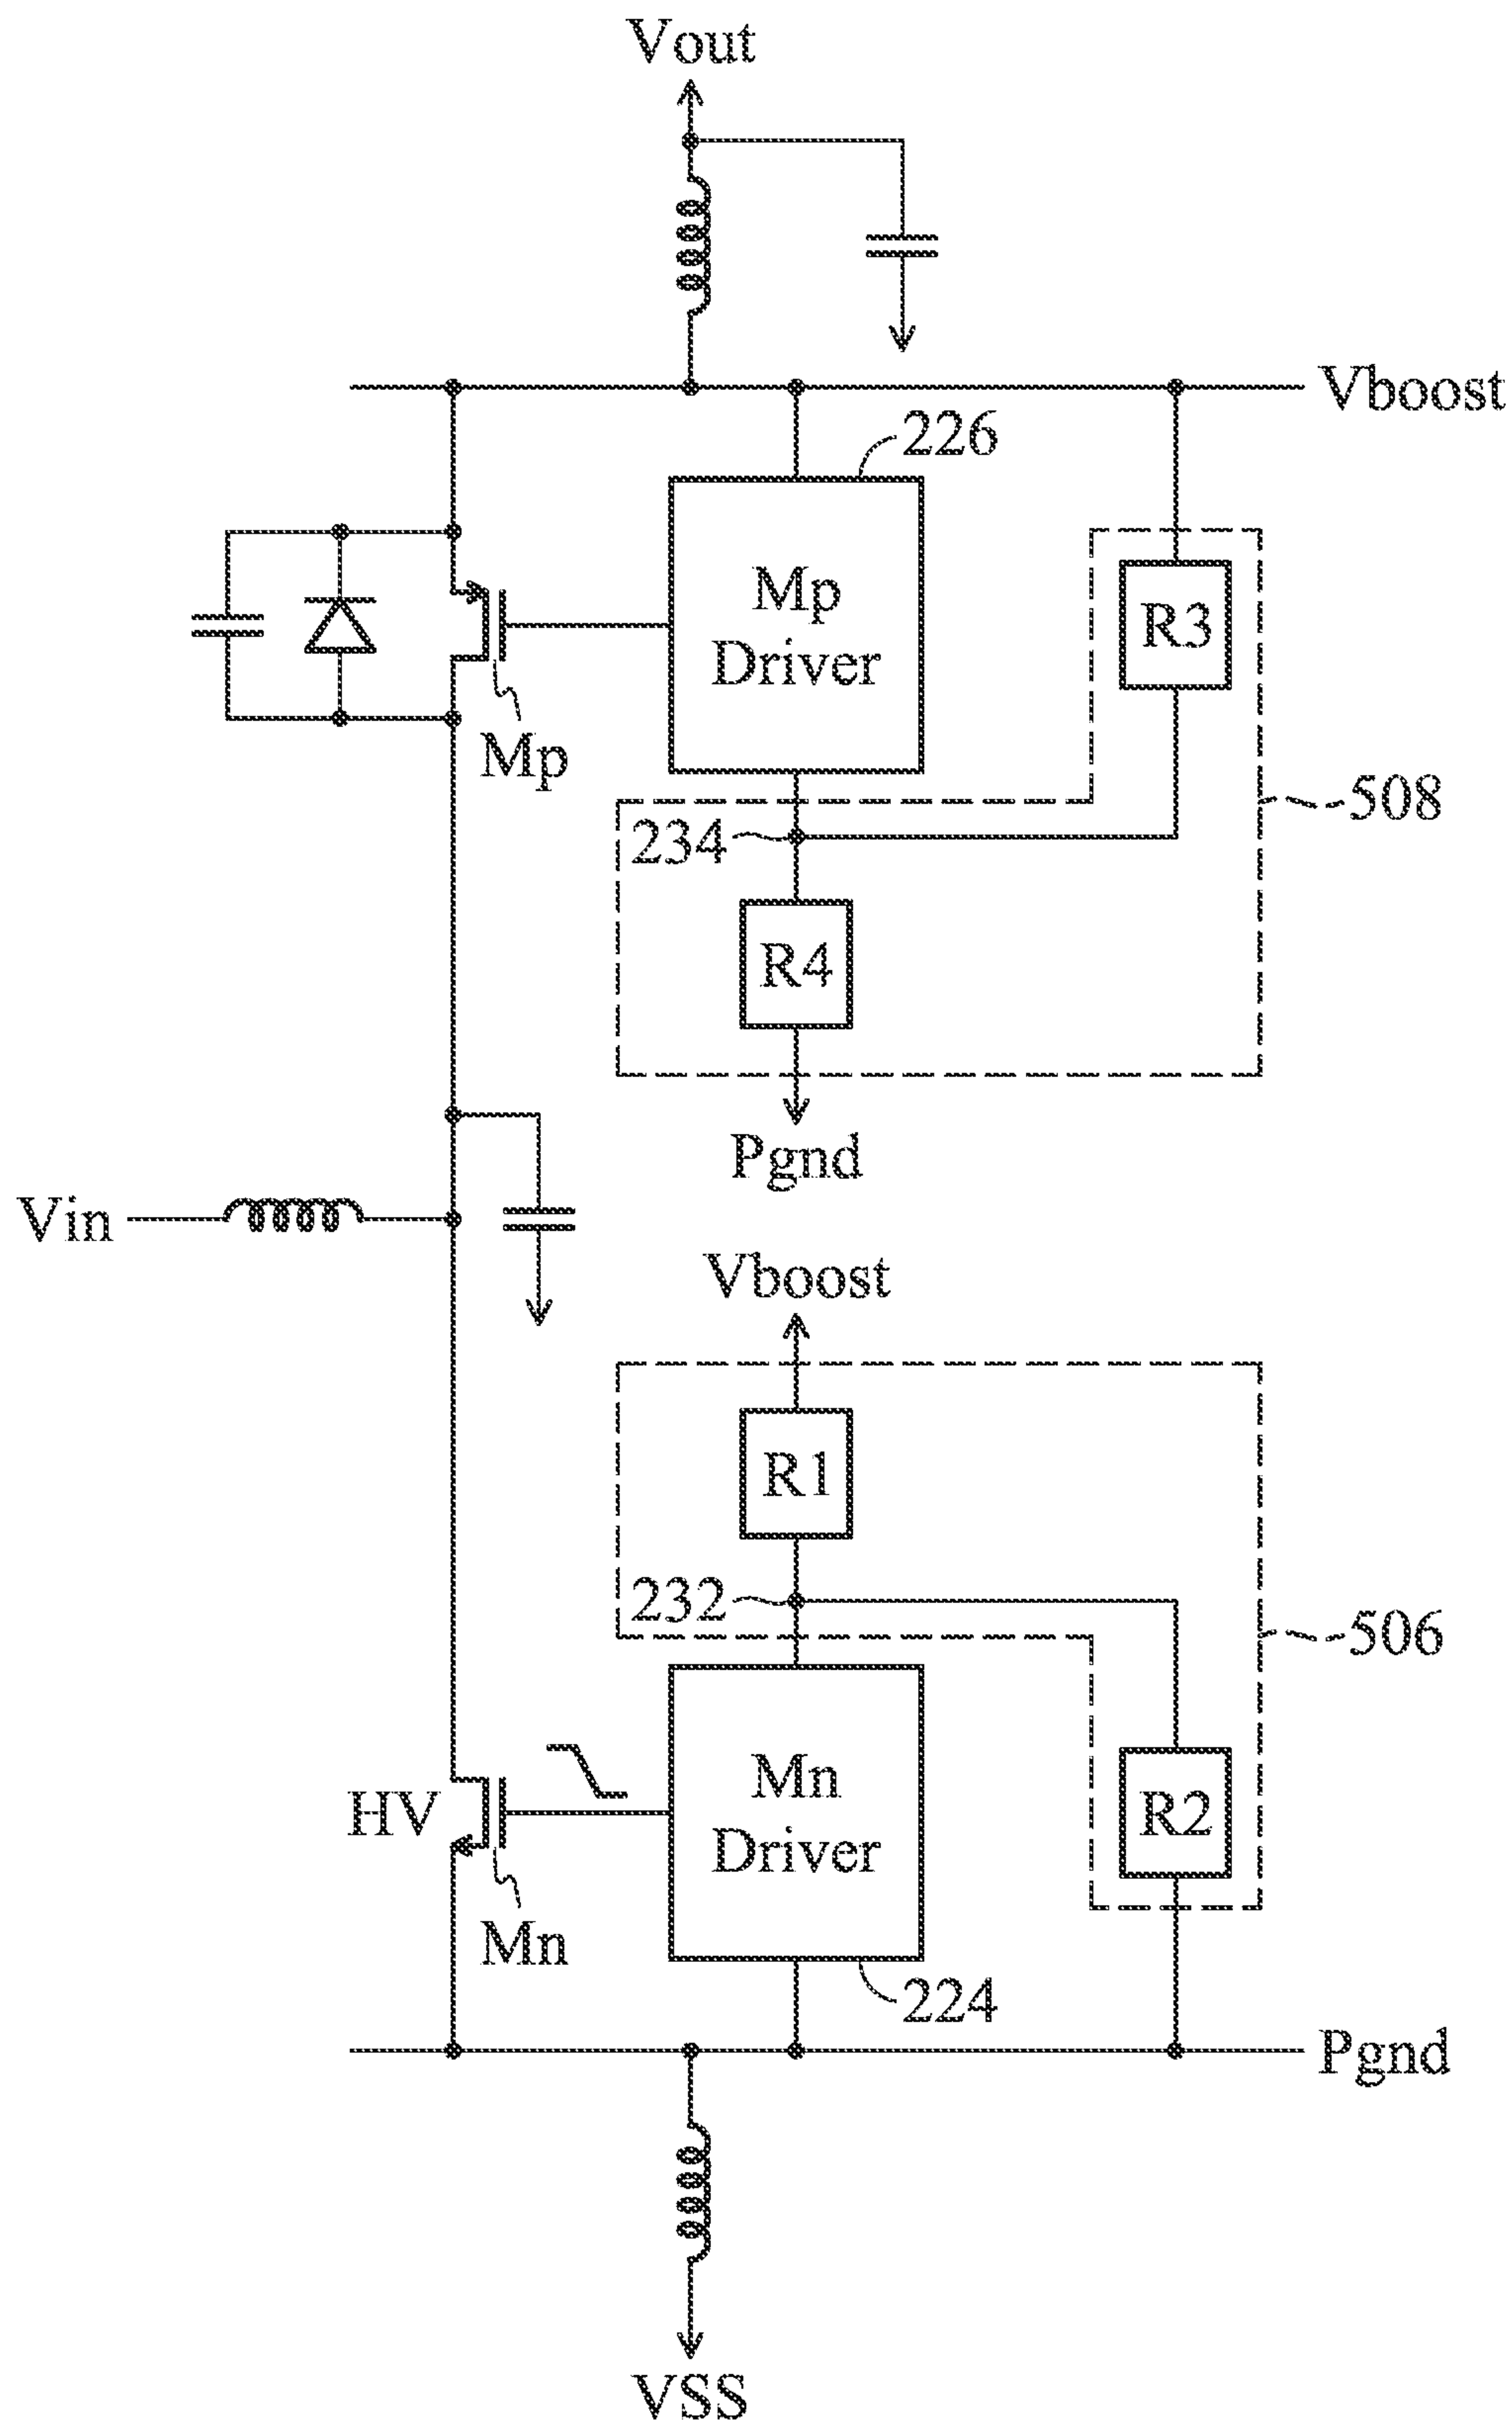 Vout
Vboost
226
Mp
Driver
R3
Mp
508
234
R4
Pgnd
Vin
Vboost
R1
232
506
Mn
Driver
HV
R2
Mn
224
Pgnd
VSS